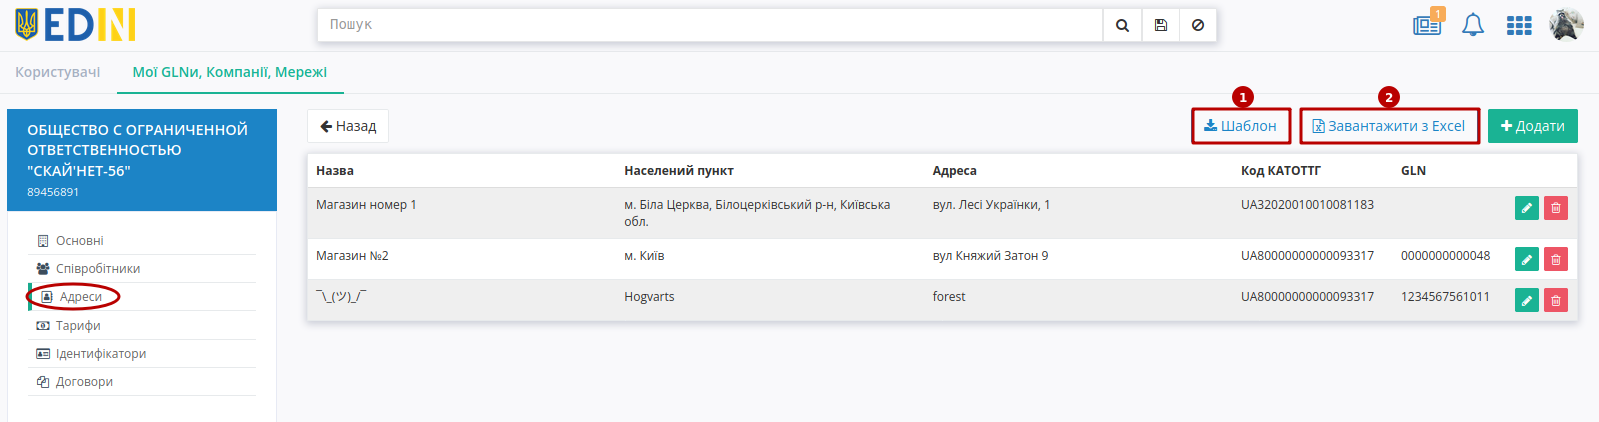 EDIN
Пошук
1
Користувачі
Мої GLNи, Компанії, Мережі
ОБЩЕСТВО С ОГРАНИЧЕННОЙ
ОТВЕТСТВЕННОСТЬЮ
"СКАЙ'НЕТ-56"
89456891
Основні
Співробітники
Адреси
Тарифи
Ідентифікатори
Договори
Назад
1
Шаблон
2
Завантажити з Excel
Додати
Назва Населений пункт Адреса Код КАТОТТГ GLN
Магазин номер 1 м. Біла Церква, Білоцерківський р-н, Київська вул. Лесі Українки, 1 UA32020010010081183
обл.
Магазин №2 м. Київ вул Княжий Затон 9 UA80000000000093317 0000000000048
¯\_(ツ)_/¯ Hogvarts forest UA80000000000093317 1234567561011